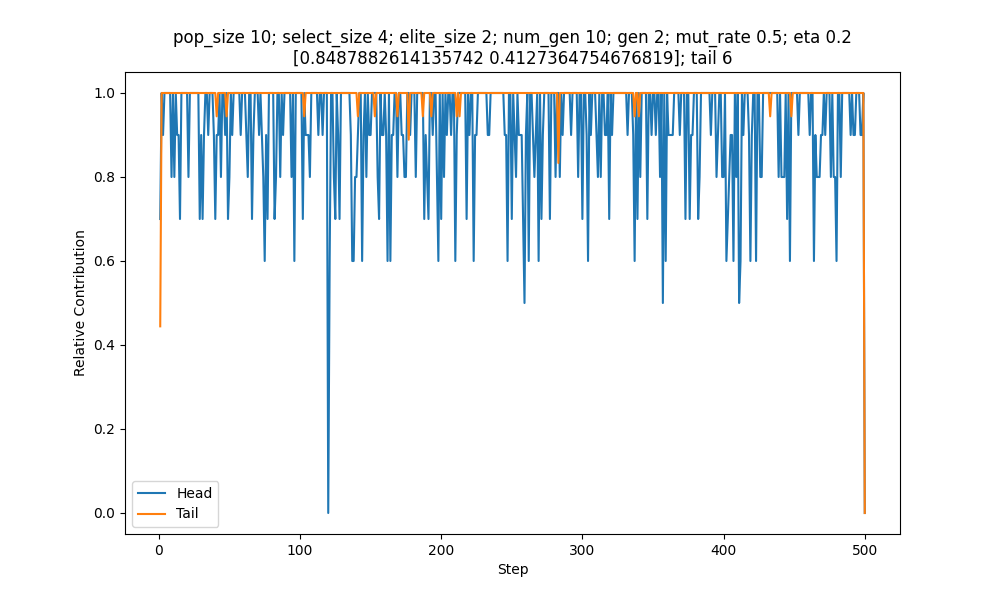 pop_size 10; select_size 4; elite_size 2; num_gen 10; gen 2; mut_rate 0.5; eta 0.2
[0.8487882614135742 0.4127364754676819]; tail 6
1.0
0.8
0.6
0.4
0.2
0.0
Relative Contribution
Head
Tail
0
100
200
300
400
500
Step